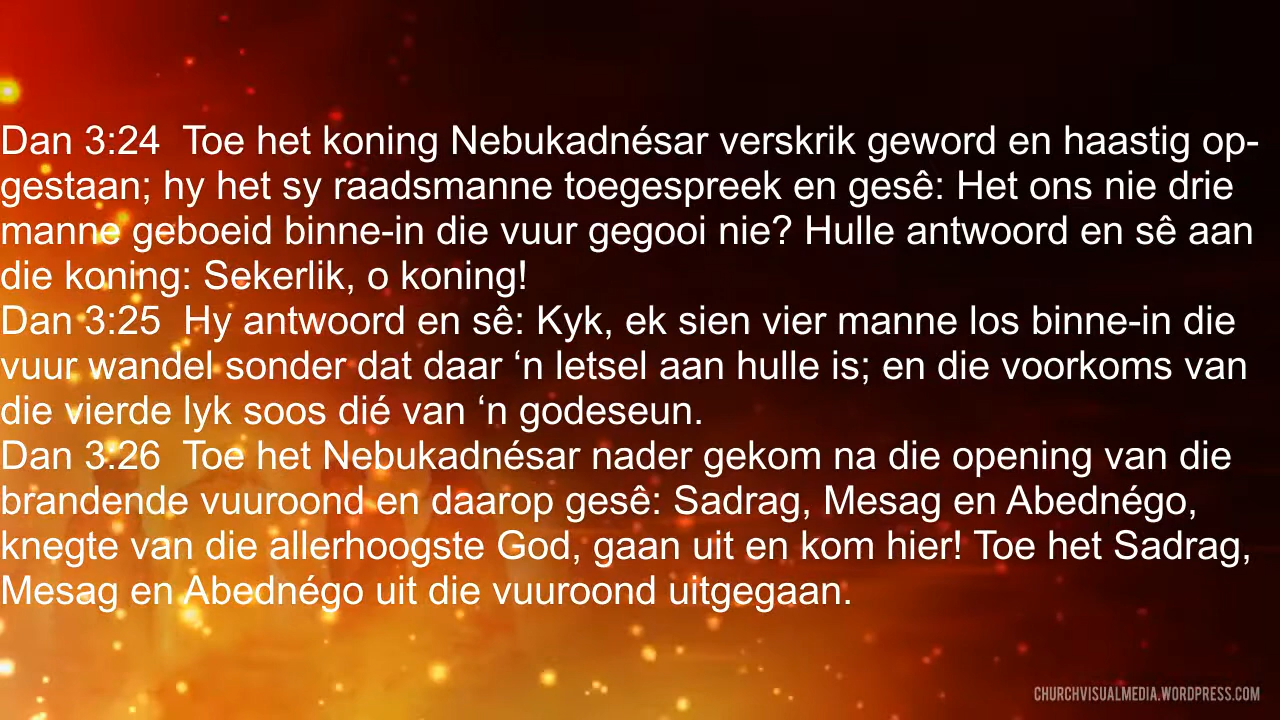 Dan 3:24  Toe het koning Nebukadnésar verskrik geword en haastig op-
gestaan; hy het sy raadsmanne toegespreek en gesê: Het ons nie drie
manne geboeid binne-in die vuur gegooi nie? Hulle antwoord en sê aan
die koning: Sekerlik, o koning!
Dan 3:25  Hy antwoord en sê: Kyk, ek sien vier manne los binne-in die
vuur wandel sonder dat daar ‘n letsel aan hulle is; en die voorkoms van
die vierde lyk soos dié van ‘n godeseun.
Dan 3:26  Toe het Nebukadnésar nader gekom na die opening van die
brandende vuuroond en daarop gesê: Sadrag, Mesag en Abednégo,
knegte van die allerhoogste God, gaan uit en kom hier! Toe het Sadrag,
Mesag en Abednégo uit die vuuroond uitgegaan.
CHURCHVISUALMEDIA.WORDPRESS.COM